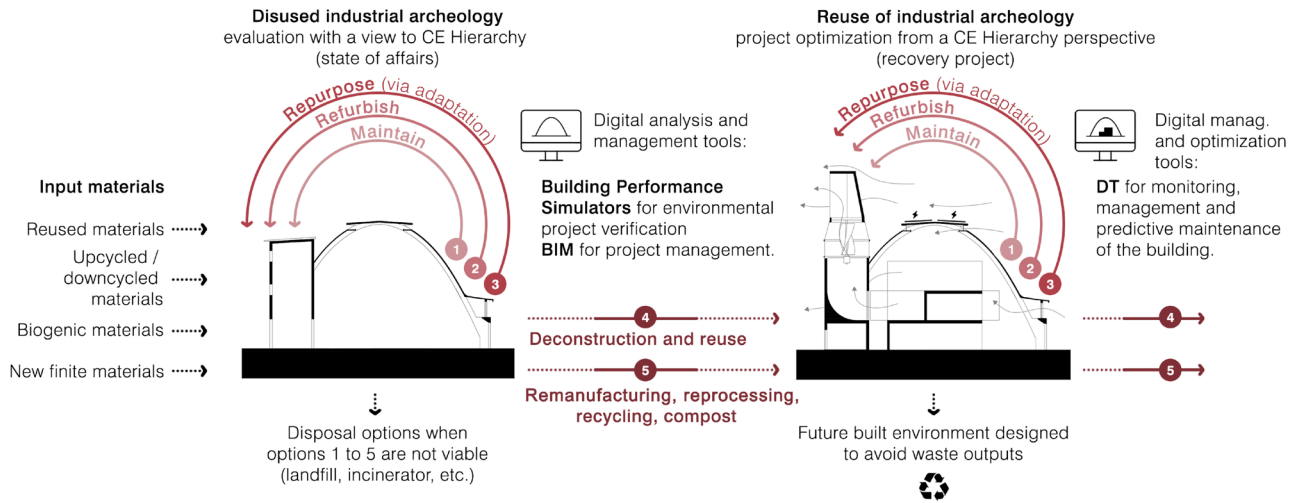 Disused industrial archeology
evaluation with a view to CE Hierarchy
(state of affairs)
Repurpose (via adaptation)
Refurbish
Maintain
1
2
3
Input materials
Reused materials
Upcycled /
downcycled
materials
Biogenic materials
New finite materials
Disposal options when
options 1 to 5 are not viable
(landfill, incinerator, etc.)
Digital analysis and
management tools:
Building Performance
Simulators for environmental
project verification
BIM for project management.
4
Deconstruction and reuse
5
Remanufacturing, reprocessing,
recycling, compost
Reuse of industrial archeology
project optimization from a CE Hierarchy perspective
(recovery project)
Repurpose (via adaptation)
Refurbish
Maintain
1
2
3
Digital manag.
and optimization
tools:
DT for monitoring,
management and
predictive maintenance
of the building.
4
5
Future built environment designed
to avoid waste outputs